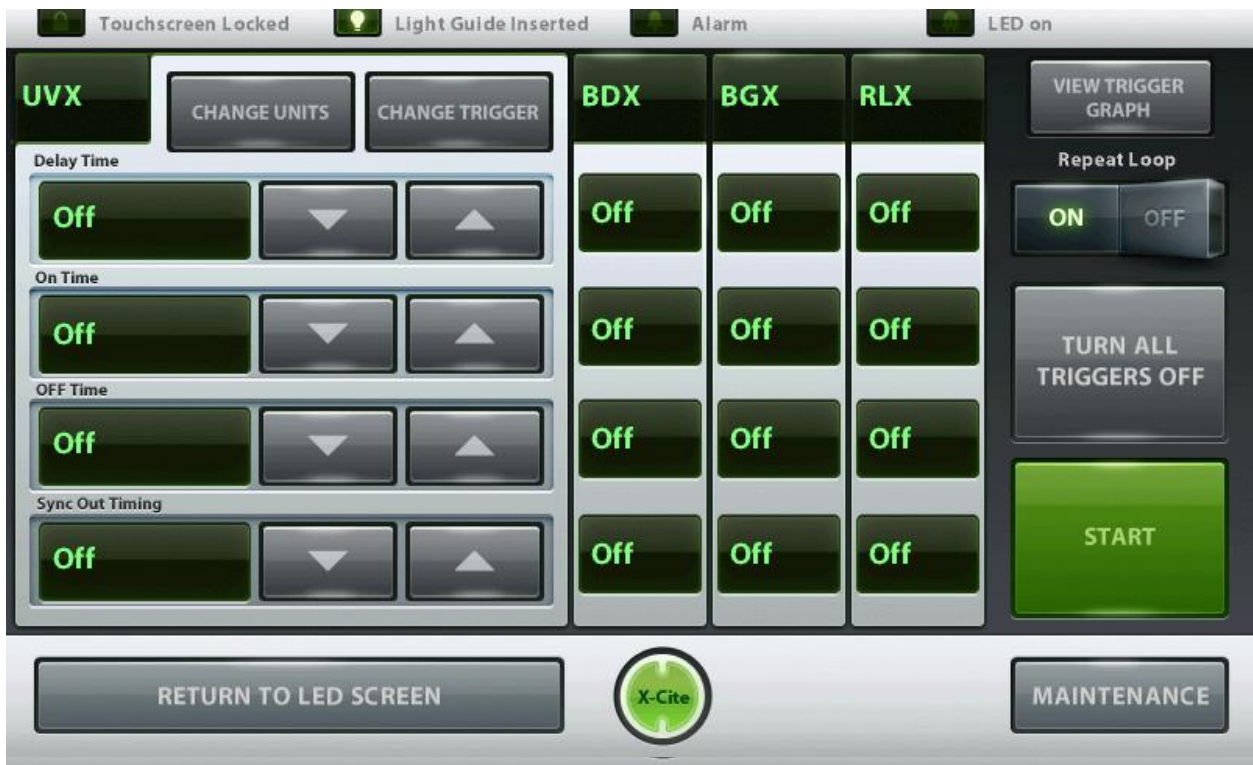 Touchscreen Locked Light Guide Inserted Alarm LED on
UVX CHANGE UNITS CHANGE TRIGGER BDX BGX RLX
VIEW TRIGGER
GRAPH
Delay Time
Repeat Loop
Off Off Off Off
ON OFF
On Time
Off Off Off Off
TURN ALL
TRIGGERS OFF
OFF Time
Off Off Off Off
Sync Out Timing
Off Off Off Off
START
RETURN TO LED SCREEN X-Cite MAINTENANCE